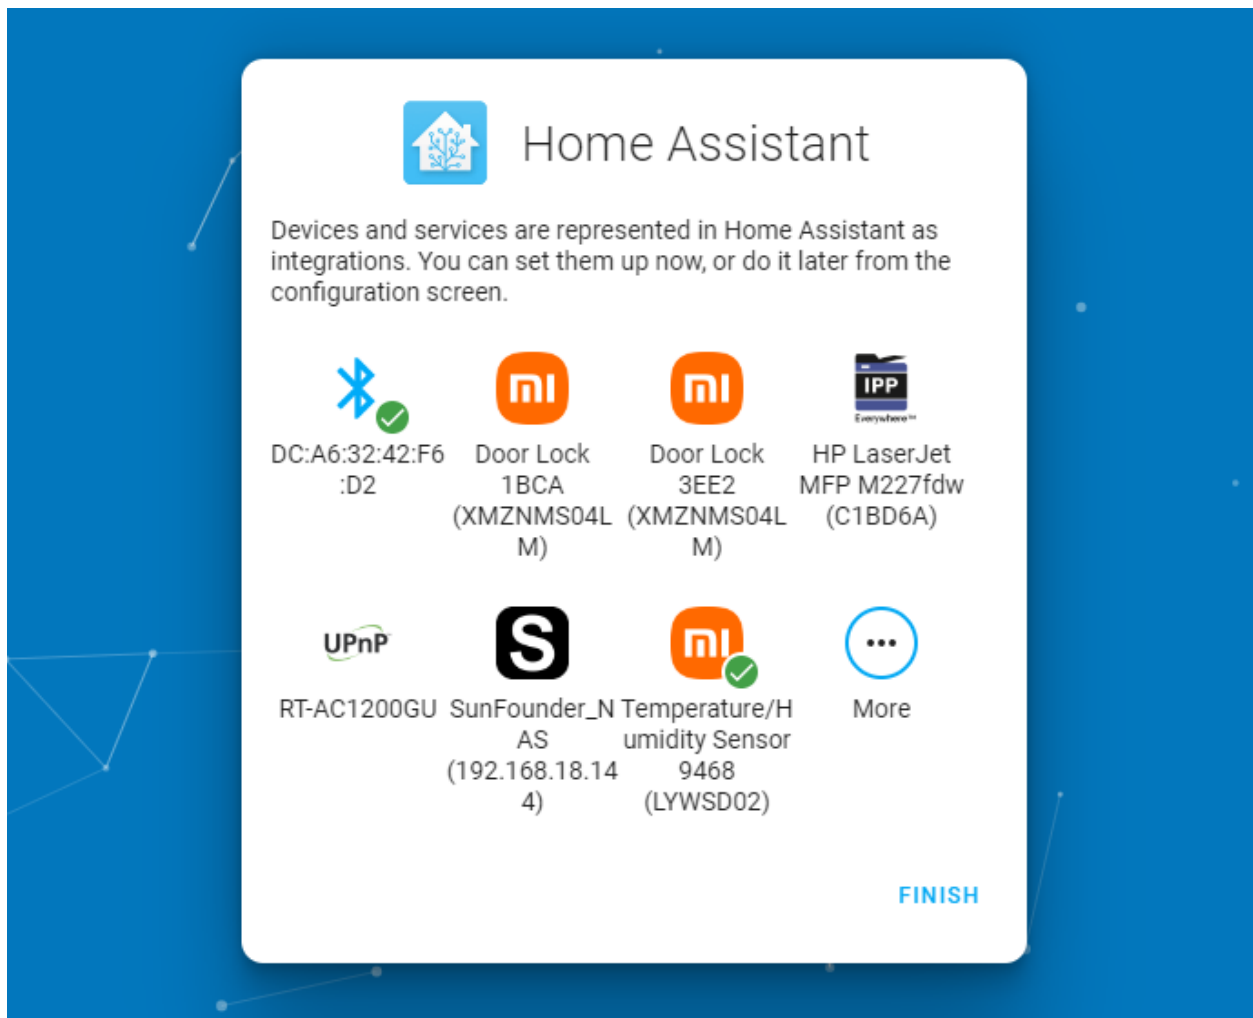 Home Assistant
Devices and services are represented in Home Assistant as
integrations. You can set them up now, or do it later from the
configuration screen.
mi
mi
IPP
Everywhere™
DC:A6:32:42:F6
:D2
Door Lock
1BCA
(XMZNMS04L
M)
Door Lock
3EE2
(XMZNMS04L
M)
HP LaserJet
MFP M227fdw
(C1BD6A)
UPnP
S
mi
RT-AC1200GU
SunFounder_N
AS
(192.168.18.14
4)
Temperature/H
umidity Sensor
9468
(LYWSD02)
More
FINISH